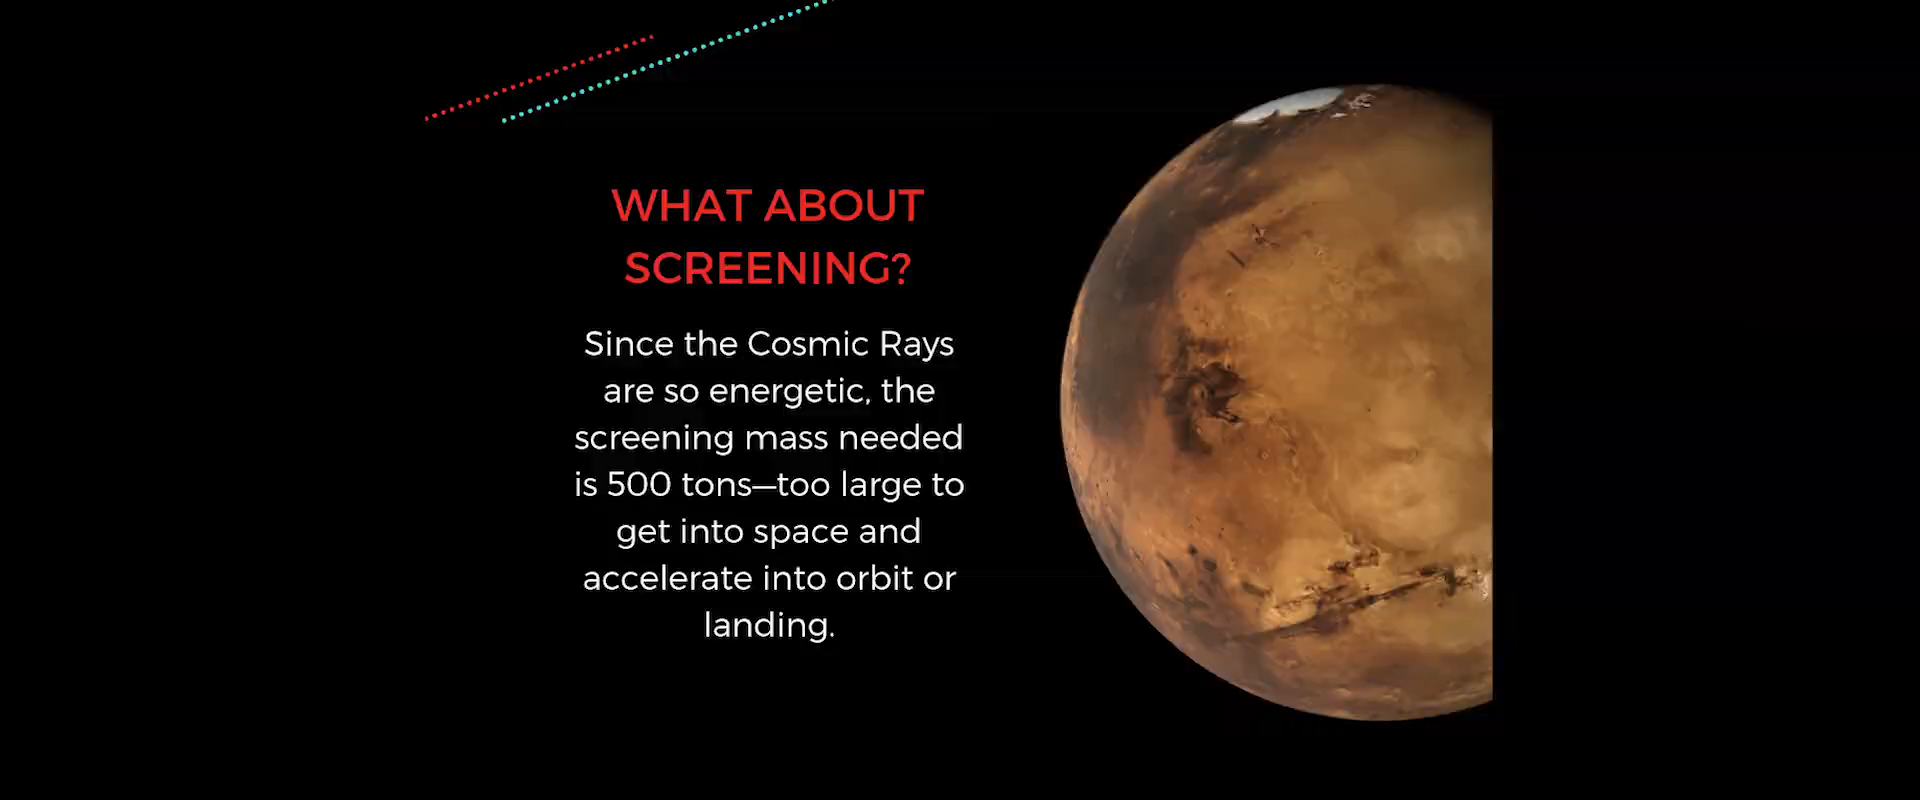 WHAT ABOUT
SCREENING?
Since the Cosmic Rays
are so energetic, the
screening mass needed
is 500 tons—too large to
get into space and
accelerate into orbit or
landing.